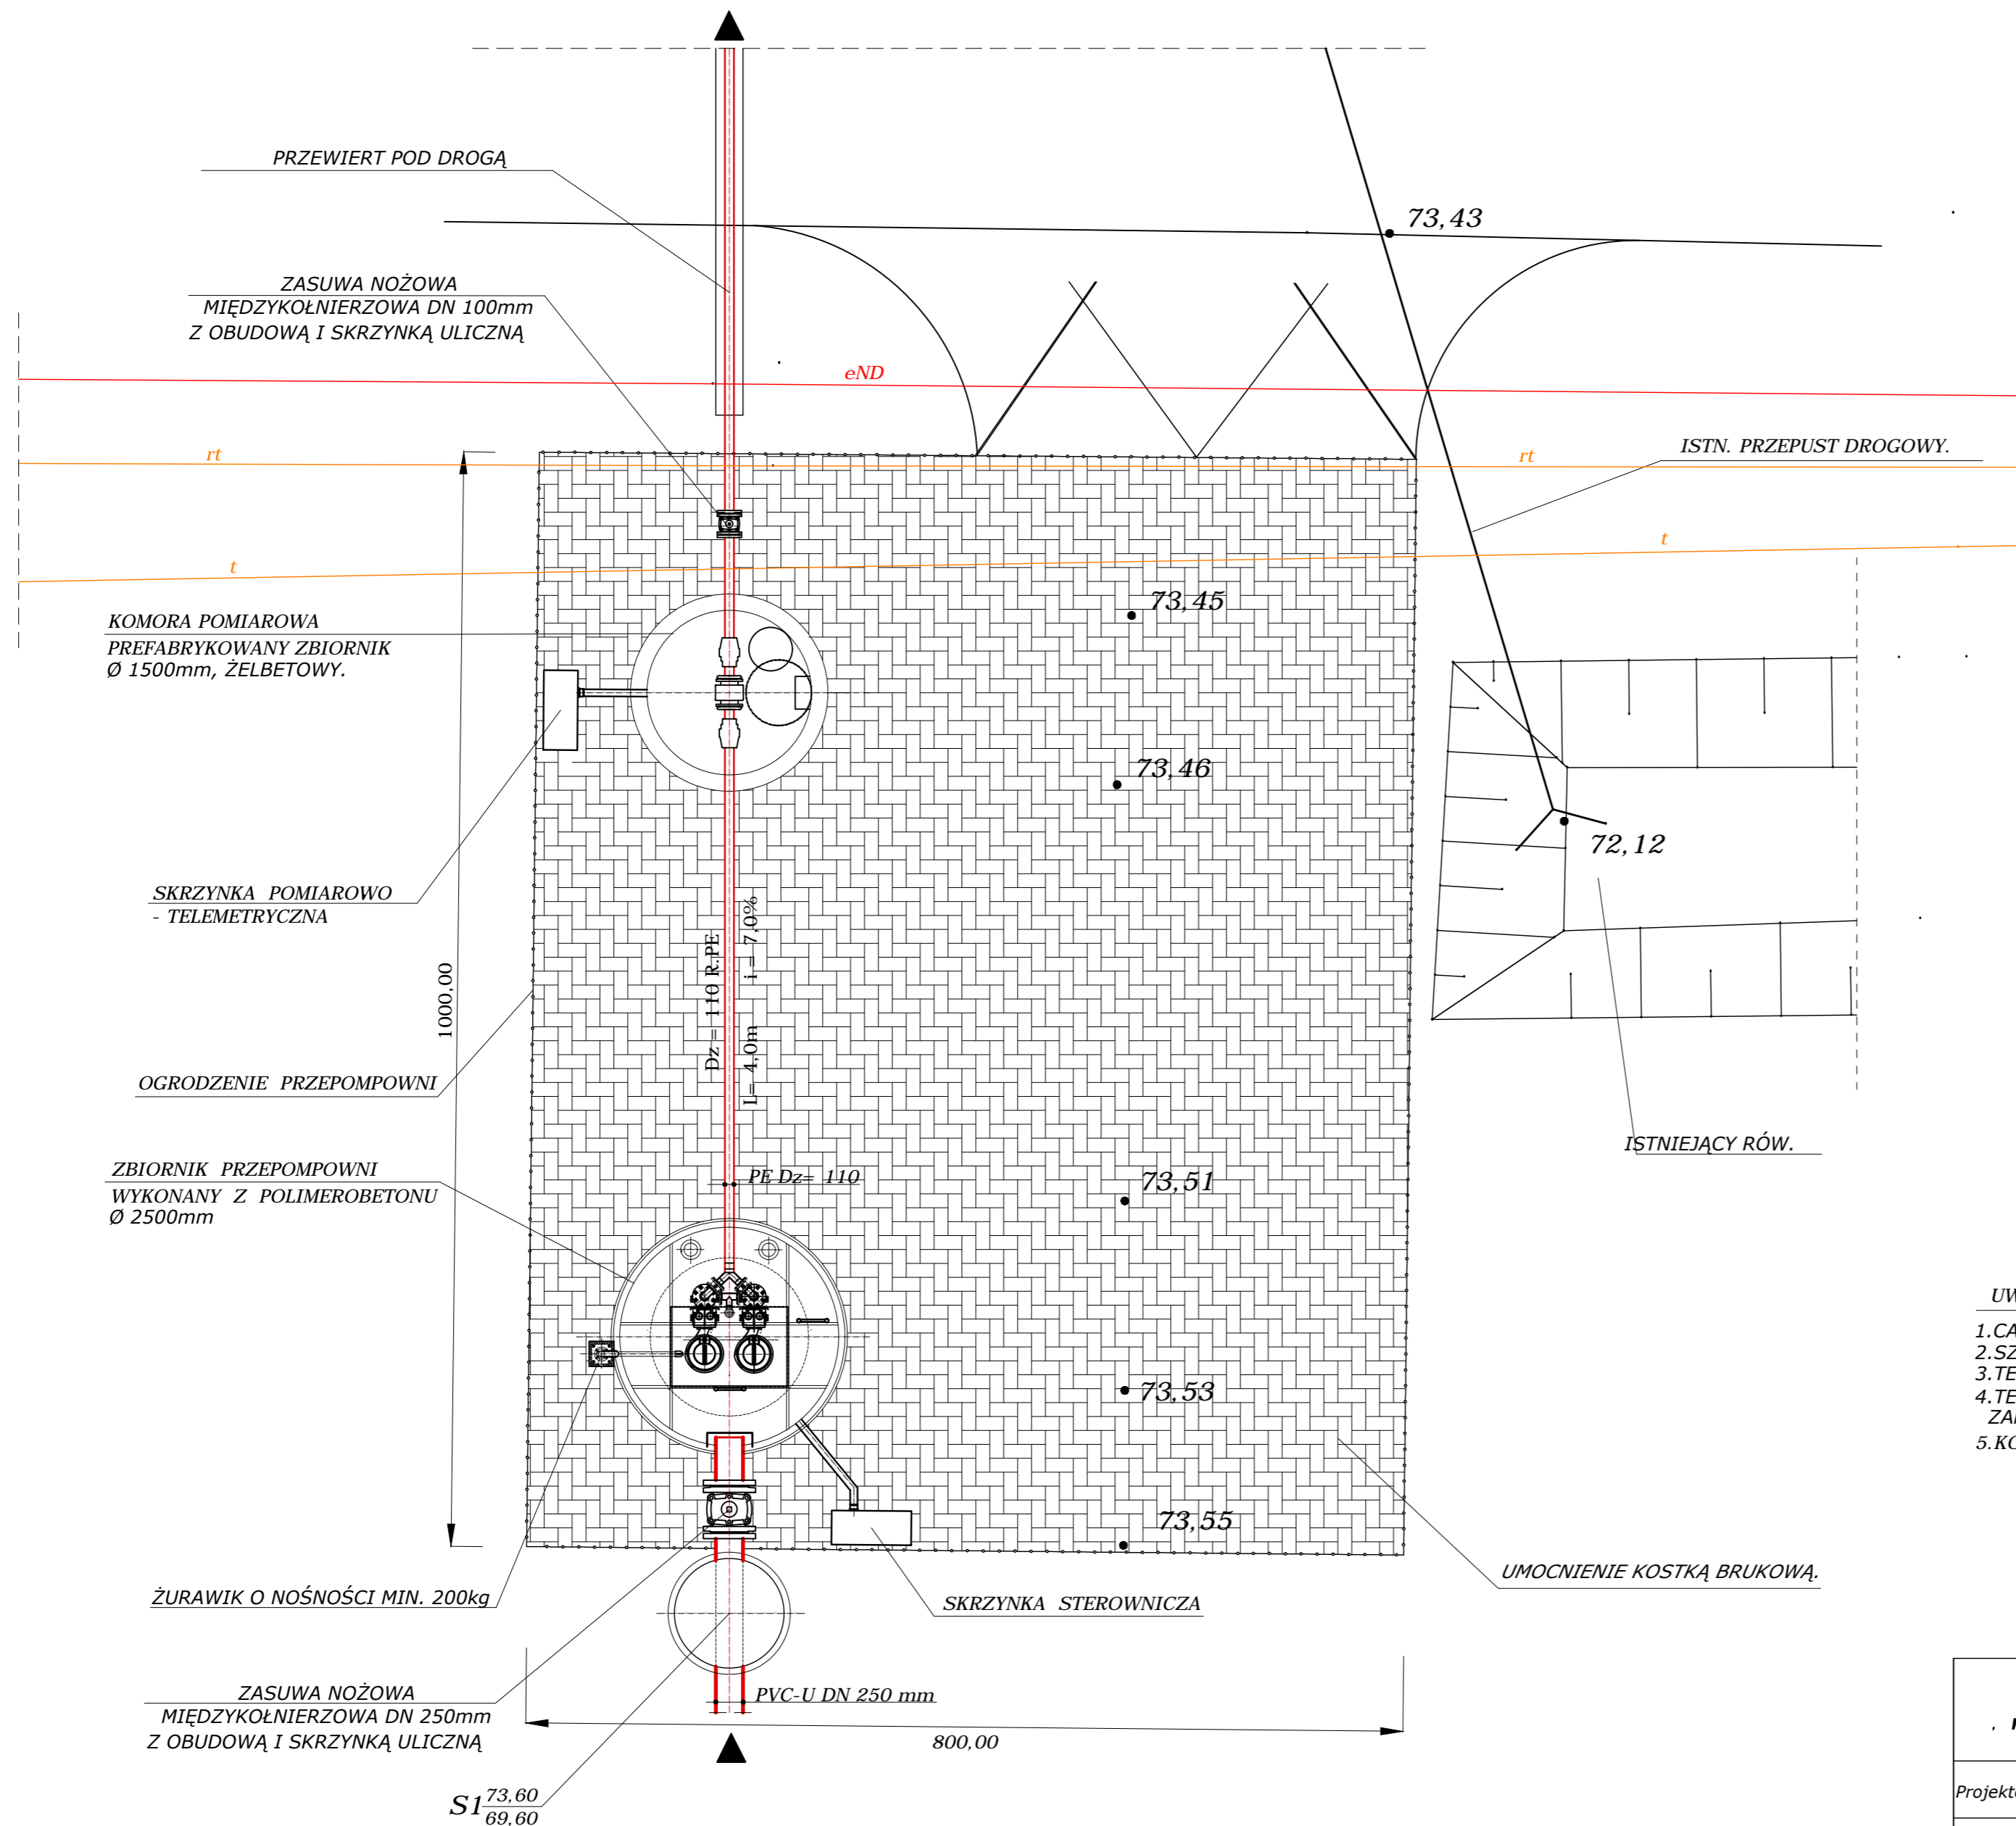 PRZEWIERT POD DROGĄ
73,43
ZASUWA NOŻOWA
MIĘDZYKOŁNIERZOWA DN 100mm
Z OBUDOWĄ I SKRZYNKĄ ULICZNĄ
eND
rt
rt
ISTN. PRZEPUST DROGOWY.
t
t
73,45
KOMORA POMIAROWA
PREFABRYKOWANY ZBIORNIK
Ø 1500mm, ŻELBETOWY.
73,46
72,12
SKRZYNKA POMIAROWO
- TELEMETRYCZNA
Dz = 110 R.PE
L= 4,0m i = 7,0%
1000,00
OGRODZENIE PRZEPOMPOWNI
ISTNIEJĄCY RÓW.
ZBIORNIK PRZEPOMPOWNI
WYKONANY Z POLIMEROBETONU
Ø 2500mm
PE Dz= 110
73,51
73,53
73,55
1.CA
2.SZ
3.TE
4.TE
5.KO
UMOCNIENIE KOSTKĄ BRUKOWĄ.
ŻURAWIK O NOŚNOŚCI MIN. 200kg
SKRZYNKA STEROWNICZA
ZASUWA NOŻOWA
MIĘDZYKOŁNIERZOWA DN 250mm
Z OBUDOWĄ I SKRZYNKĄ ULICZNĄ
PVC-U DN 250 mm
800,00
S1 73,60
69,60
Projekt